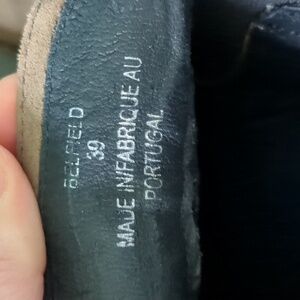 BELFIELD
39
MADE IN/FABRIQUE AU
PORTUGAL